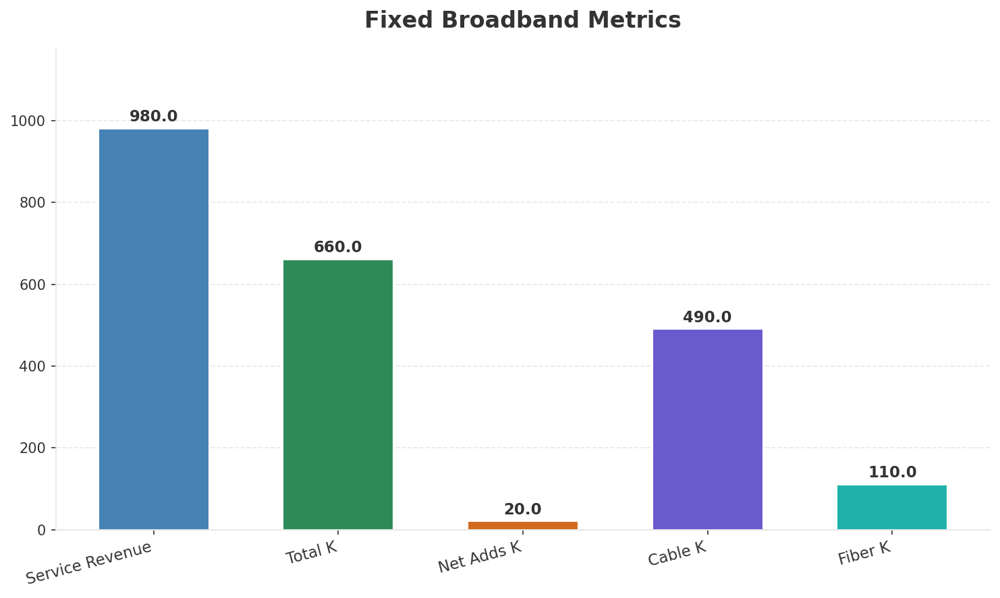 Fixed Broadband Metrics
1000
800
600
400
200
0
980.0
660.0
20.0
490.0
110.0
Service Revenue
Total K
Net Adds K
Cable K
Fiber K